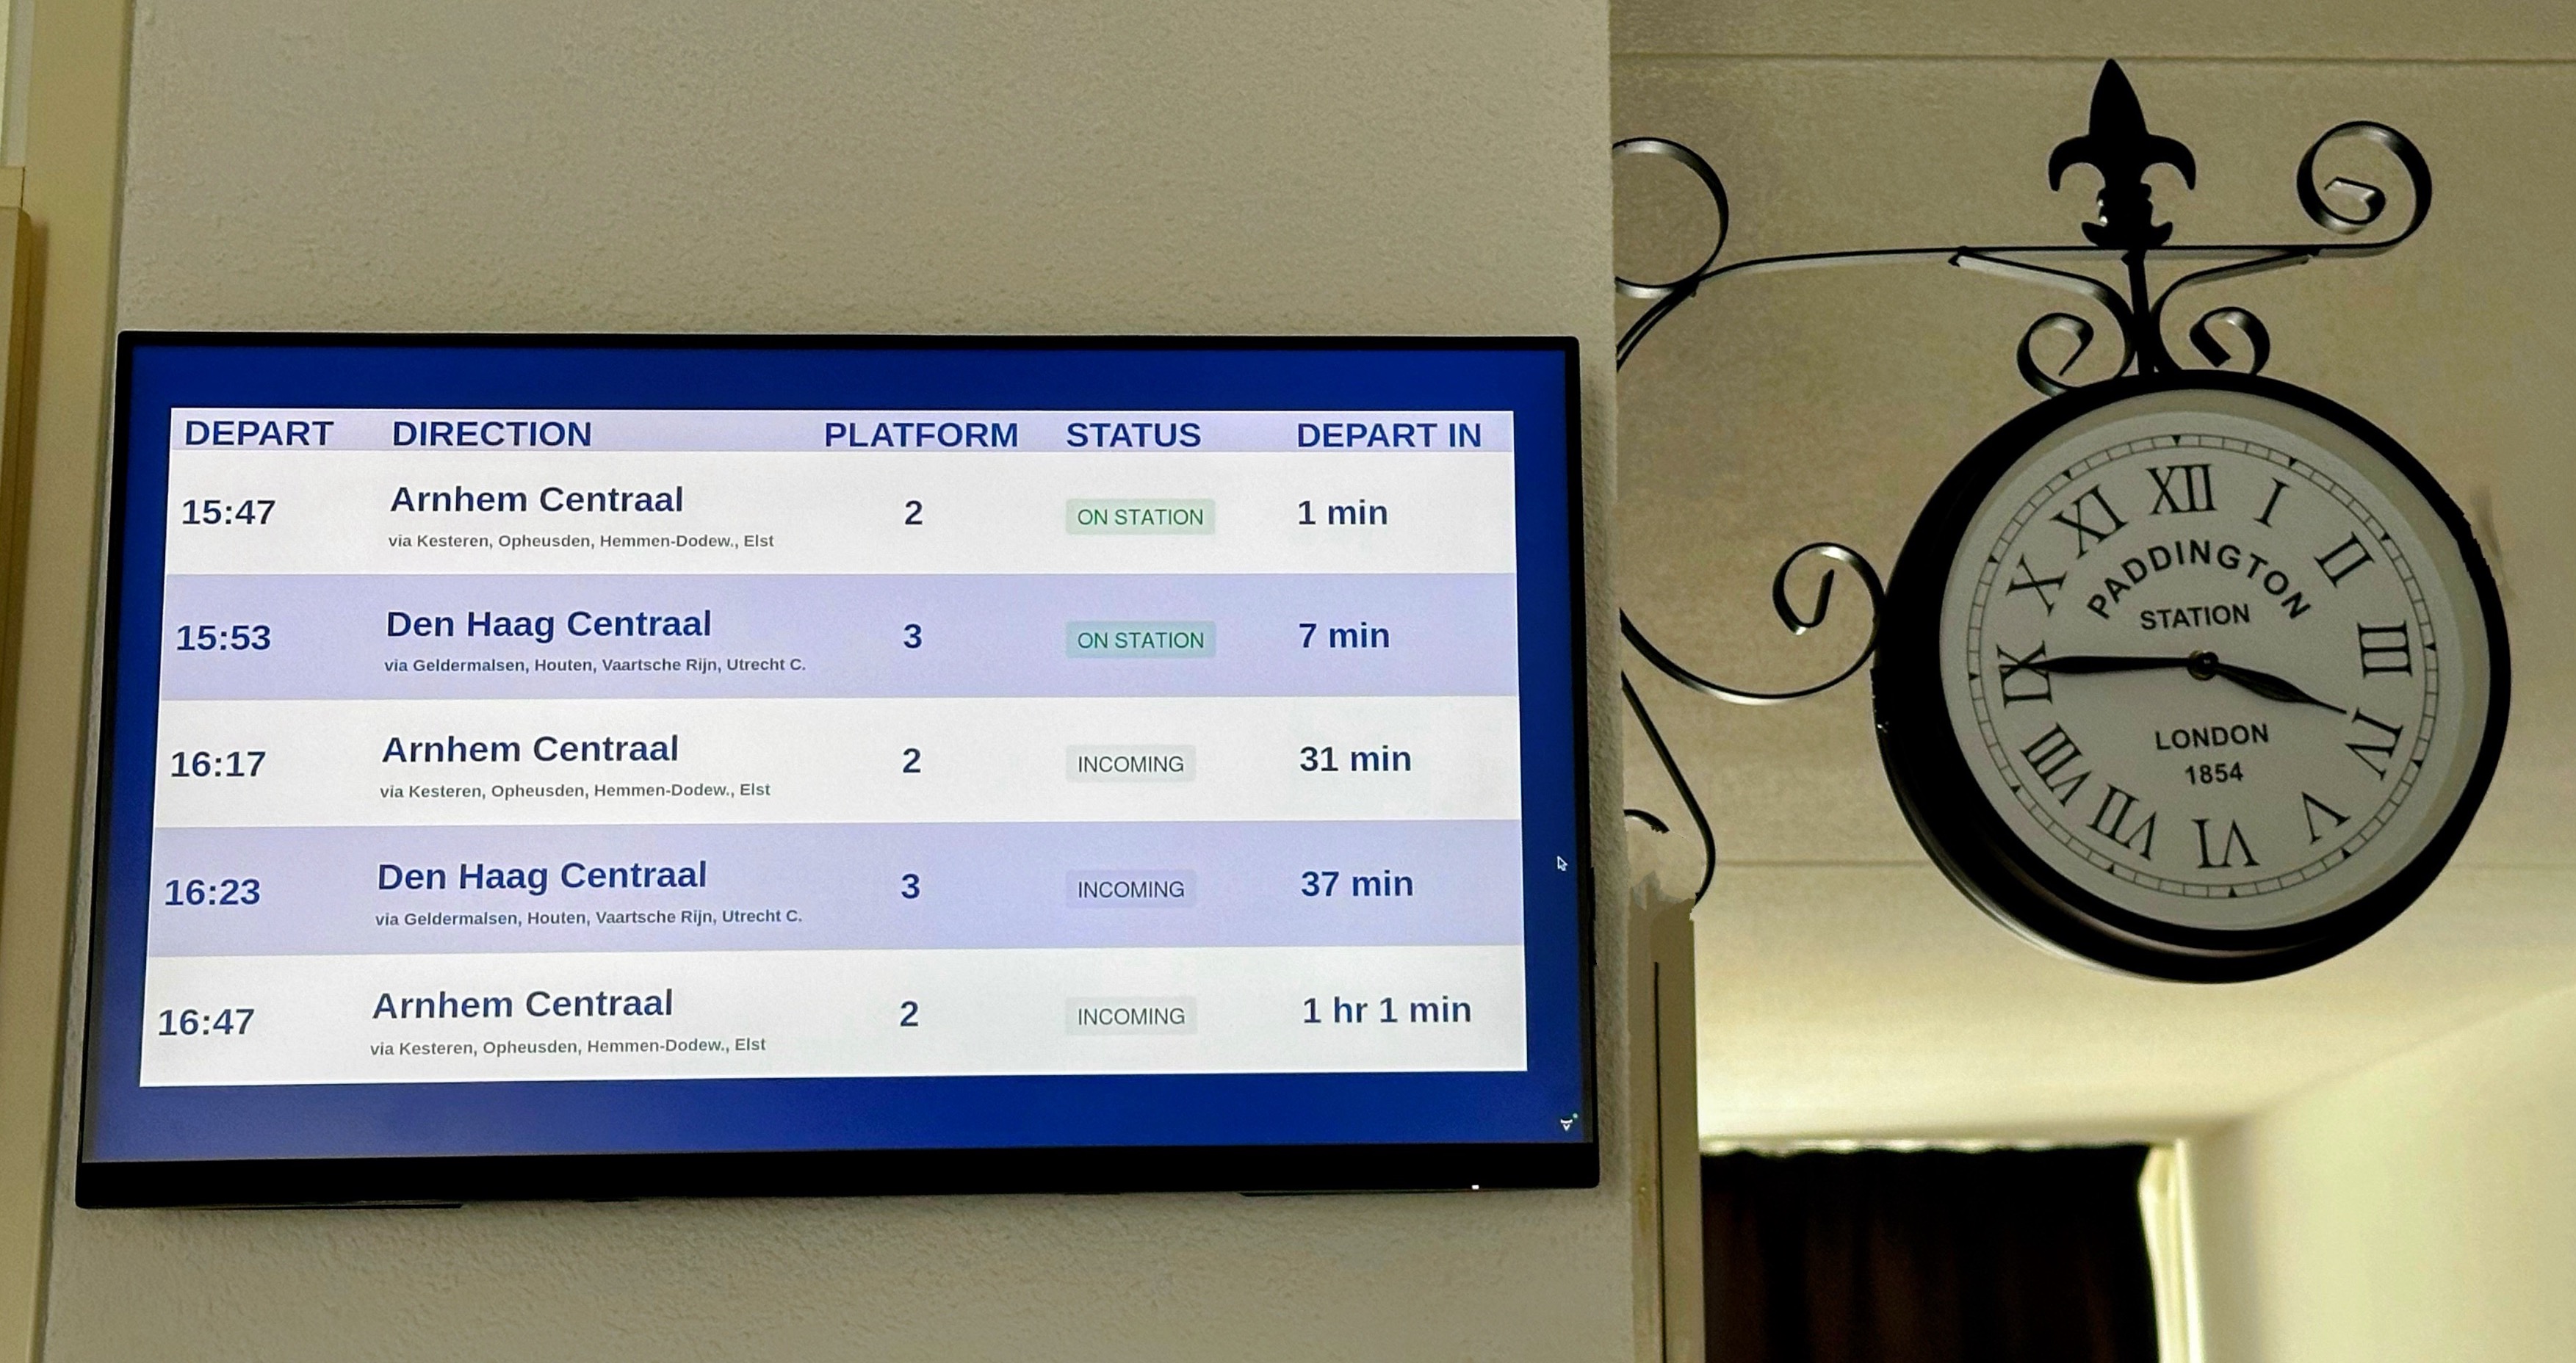 DEPART DIRECTION PLATFORM STATUS DEPART IN
15:47 Arnhem Centraal 2 ON STATION 1 min
via Kesteren, Opheusden, Hemmen-Dodew., Elst
15:53 Den Haag Centraal 3 ON STATION 7 min
via Geldermalsen, Houten, Vaartsche Rijn, Utrecht C.
16:17 Arnhem Centraal 2 INCOMING 31 min
via Kesteren, Opheusden, Hemmen-Dodew., Elst
16:23 Den Haag Centraal 3 INCOMING 37 min
via Geldermalsen, Houten, Vaartsche Rijn, Utrecht C.
16:47 Arnhem Centraal 2 INCOMING 1 hr 1 min
via Kesteren, Opheusden, Hemmen-Dodew., Elst
XII I II III IV V VI VII VIII IX X XI
PADDINGTON
STATION
LONDON
1854